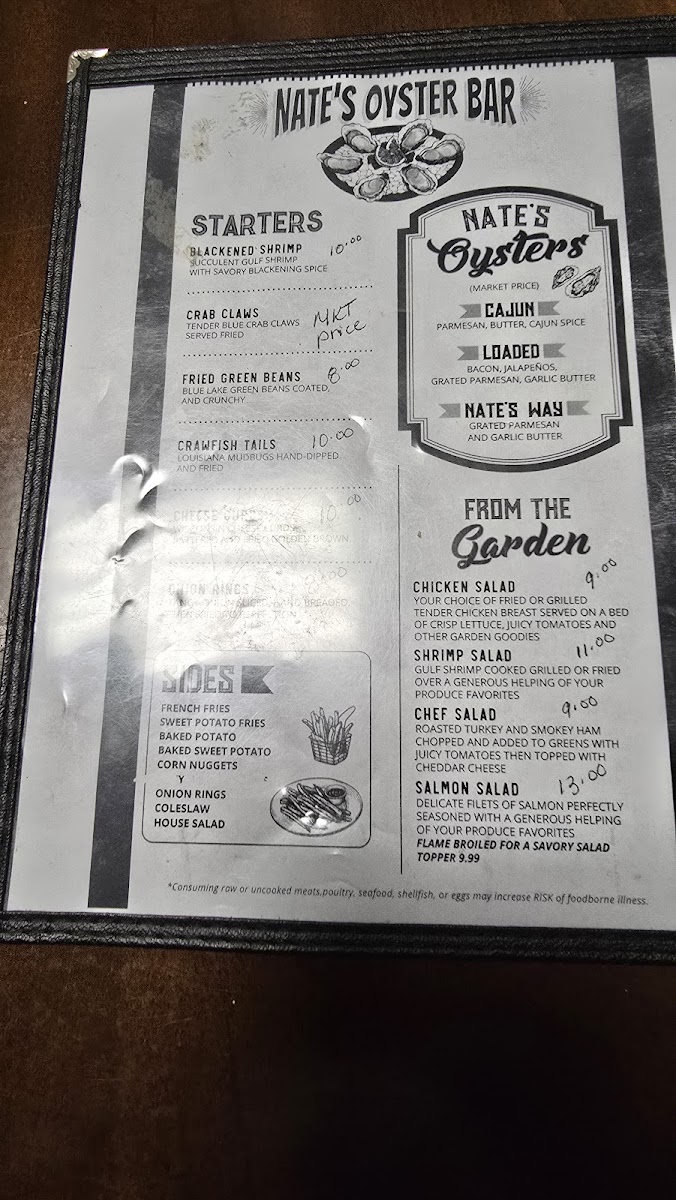 NATE'S OYSTER BAR
STARTERS
BLACKENED SHRIMP 10.00
SUCCULENT GULF SHRIMP
WITH SAVORY BLACKENING SPICE
CRAB CLAWS MKT price
TENDER BLUE CRAB CLAWS
SERVED FRIED
FRIED GREEN BEANS 8.00
BLUE LAKE GREEN BEANS COATED,
AND CRUNCHY
CRAWFISH TAILS 10.00
LOUISIANA MUDBUGS HAND-DIPPED
AND FRIED
CHEESE 10.00
GOLDEN BROWN
ONION RINGS
BREADED
SIDES
FRENCH FRIES
SWEET POTATO FRIES
BAKED POTATO
BAKED SWEET POTATO
CORN NUGGETS
Y
ONION RINGS
COLESLAW
HOUSE SALAD
NATE'S
Oysters
(MARKET PRICE)
CAJUN
PARMESAN, BUTTER, CAJUN SPICE
LOADED
BACON, JALAPEÑOS,
GRATED PARMESAN, GARLIC BUTTER
NATE'S WAY
GRATED PARMESAN
AND GARLIC BUTTER
FROM THE
Garden
CHICKEN SALAD 9.00
YOUR CHOICE OF FRIED OR GRILLED
TENDER CHICKEN BREAST SERVED ON A BED
OF CRISP LETTUCE, JUICY TOMATOES AND
OTHER GARDEN GOODIES
SHRIMP SALAD 11.00
GULF SHRIMP COOKED GRILLED OR FRIED
OVER A GENEROUS HELPING OF YOUR
PRODUCE FAVORITES
CHEF SALAD 9.00
ROASTED TURKEY AND SMOKEY HAM
CHOPPED AND ADDED TO GREENS WITH
JUICY TOMATOES THEN TOPPED WITH
CHEDDAR CHEESE
SALMON SALAD 13.00
DELICATE FILETS OF SALMON PERFECTLY
SEASONED WITH A GENEROUS HELPING
OF YOUR PRODUCE FAVORITES
FLAME BROILED FOR A SAVORY SALAD
TOPPER 9.99
*Consuming raw or uncooked meats,poultry, seafood, shellfish, or eggs may increase RISK of foodborne illness.